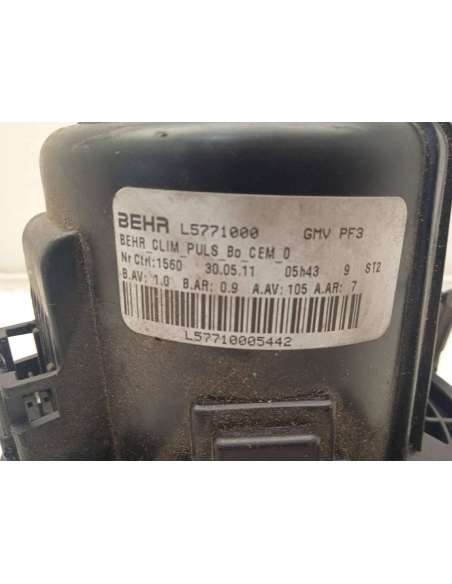 BEHR L5771000 GMV PF3
BEHR_CLIM_PULS_Bo_CEM_0
Nr Ctrl:1560 30.05.11 05h43 9 ST2
B.AV: 1.0 B.AR: 0.9 A.AV: 105 A.AR: 7
L57710005442